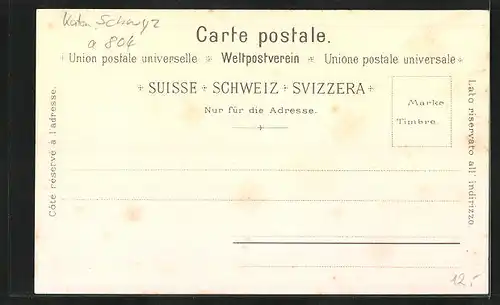 Kanton Schwyz
a 804
Carte postale.
Union postale universelle * Weltpostverein * Unione postale universale
+ SUISSE + SCHWEIZ + SVIZZERA +
Nur für die Adresse.
Marke
Timbre.
Côté réservé à l'adresse.
Lato riservato all' indirizzo.
12.-